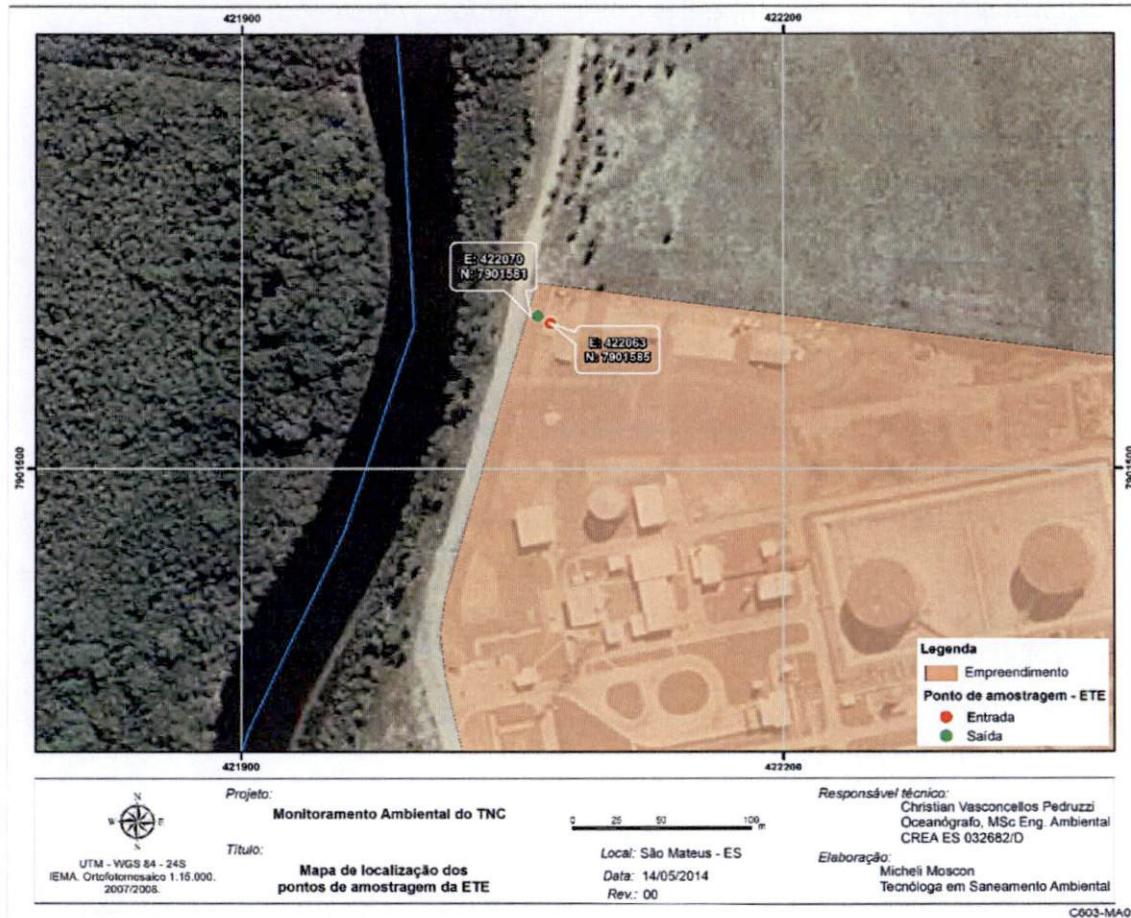 421900
422200
E: 422070
N: 7901581
E: 422063
N: 7901585
7901500
7901500
Legenda
Empreendimento
Ponto de amostragem - ETE
Entrada
Saída
421900
422200
N
W
E
S
UTM - WGS 84 - 24S
IEMA. Ortofotomosaico 1:15.000.
2007/2008.
Projeto:
Monitoramento Ambiental do TNC
Título:
Mapa de localização dos
pontos de amostragem da ETE
0 25 50 100
m
Local: São Mateus - ES
Data: 14/05/2014
Rev.: 00
Responsável técnico:
Christian Vasconcellos Pedruzzi
Oceanógrafo, MSc Eng. Ambiental
CREA ES 032682/D
Elaboração:
Micheli Moscon
Tecnóloga em Saneamento Ambiental